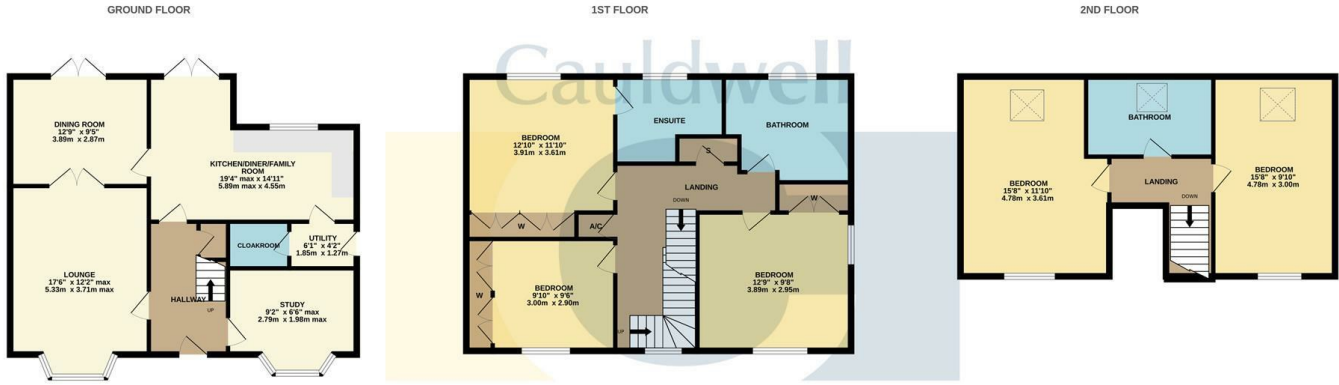 GROUND FLOOR
DINING ROOM
12'9" x 9'5"
3.89m x 2.87m
KITCHEN/DINER/FAMILY
ROOM
19'4" max x 14'11"
5.89m max x 4.55m
LOUNGE
17'6" x 12'2" max
5.33m x 3.71m max
CLOAKROOM
UTILITY
6'1" x 4'2"
1.85m x 1.27m
HALLWAY
UP
STUDY
9'2" x 6'6" max
2.79m x 1.98m max
1ST FLOOR
Cauldwell
BEDROOM
12'10" x 11'10"
3.91m x 3.61m
ENSUITE
BATHROOM
S
LANDING
DOWN
W
W
A/C
BEDROOM
9'10" x 9'6"
3.00m x 2.90m
W
BEDROOM
12'9" x 9'8"
3.89m x 2.95m
UP
2ND FLOOR
BATHROOM
BEDROOM
15'8" x 11'10"
4.78m x 3.61m
LANDING
DOWN
BEDROOM
15'8" x 9'10"
4.78m x 3.00m